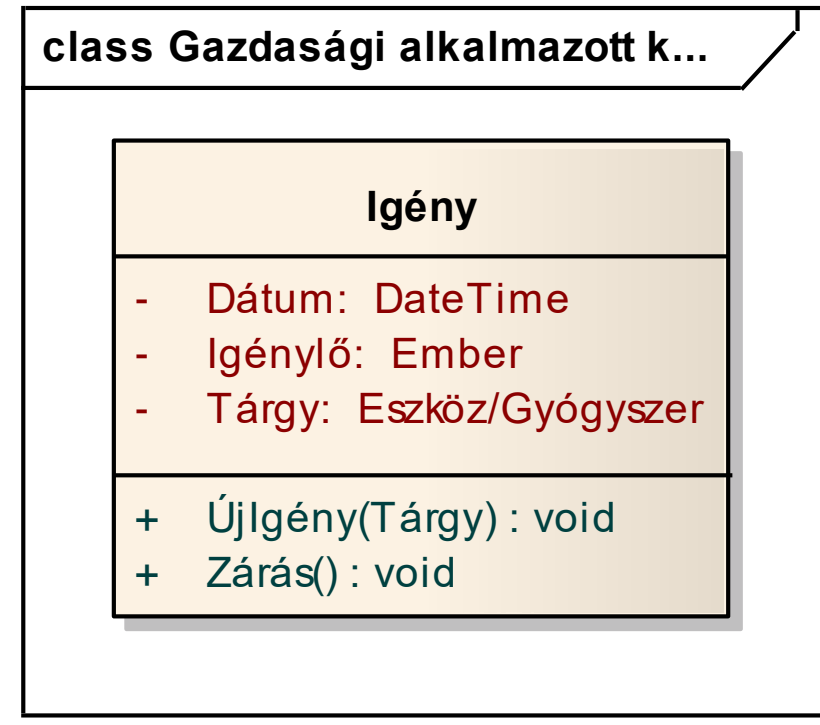 class Gazdasági alkalmazott k...
Igény
- Dátum: DateTime
- Igénylő: Ember
- Tárgy: Eszköz/Gyógyszer
+ ÚjIgény(Tárgy) : void
+ Zárás() : void